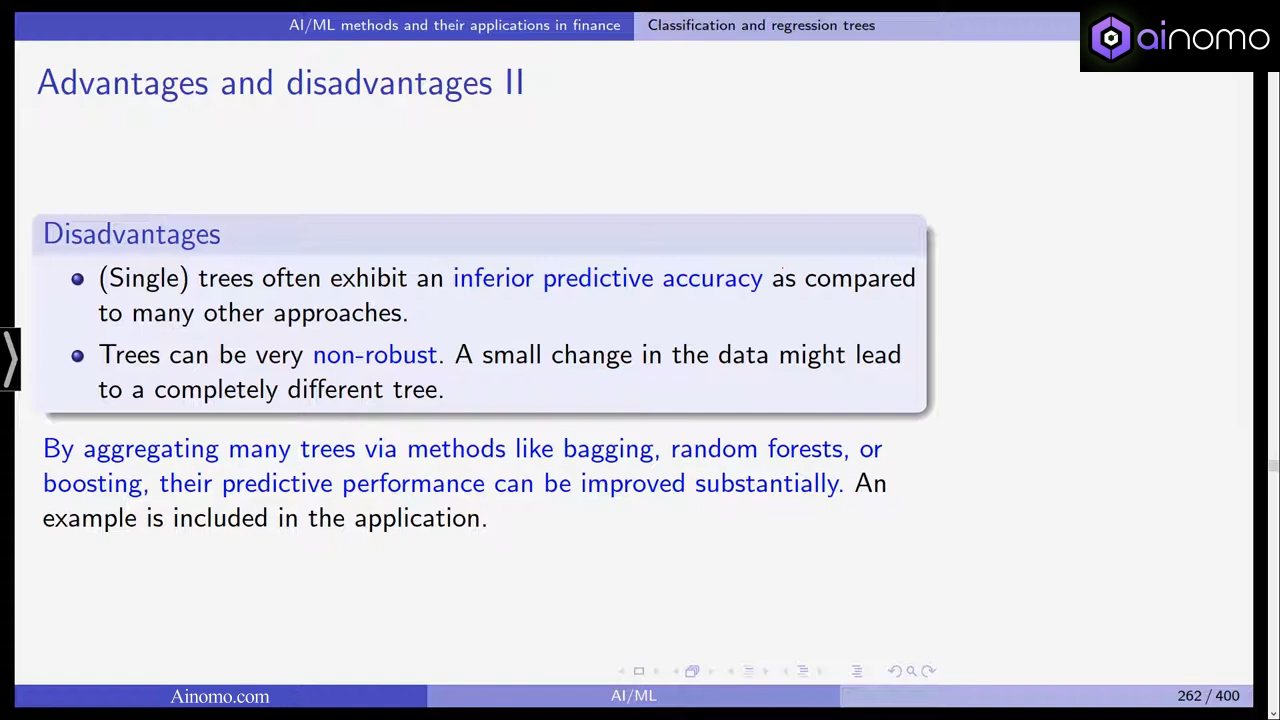 AI/ML methods and their applications in finance Classification and regression trees
ainomo
Advantages and disadvantages II
Disadvantages
(Single) trees often exhibit an inferior predictive accuracy as compared
to many other approaches.
Trees can be very non-robust. A small change in the data might lead
to a completely different tree.
By aggregating many trees via methods like bagging, random forests, or
boosting, their predictive performance can be improved substantially. An
example is included in the application.
Ainomo.com AI/ML 262 / 400